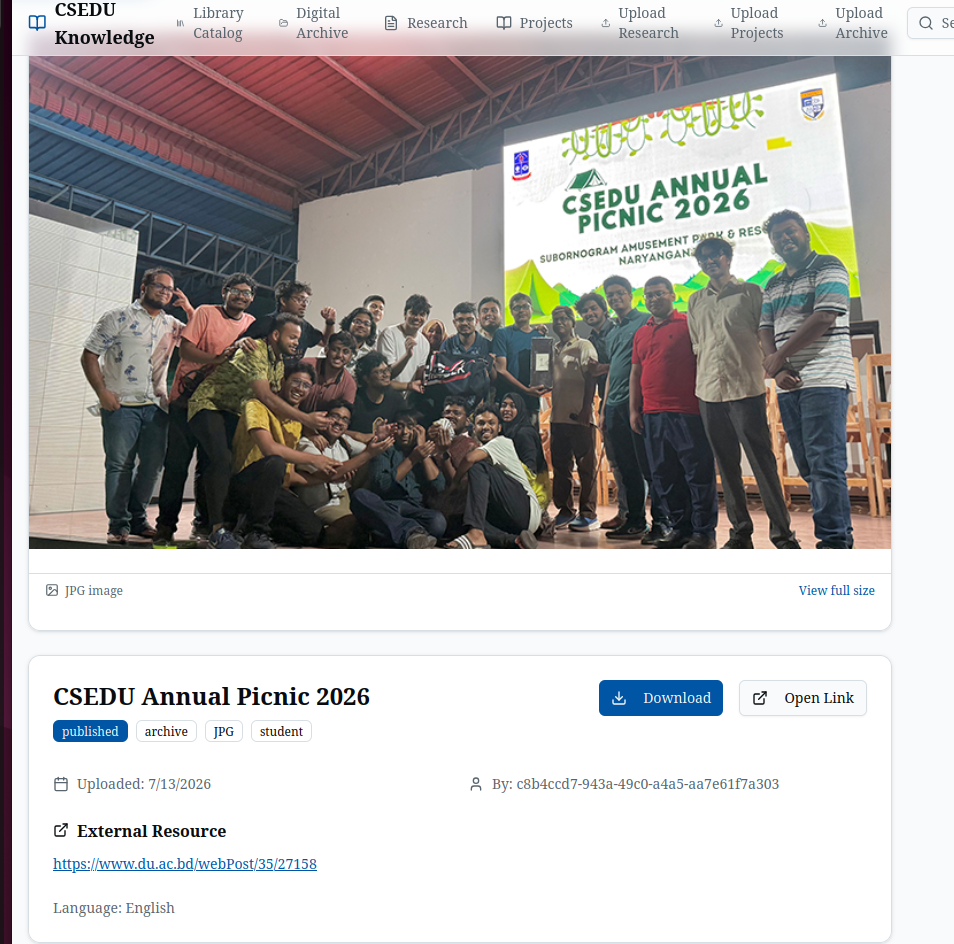 CSEDU
Knowledge
Library
Catalog
Digital
Archive
Research
Projects
Upload
Research
Upload
Projects
Upload
Archive
CSEDU ANNUAL
PICNIC 2026
SUBORNOGRAM AMUSEMENT PARK &
JPG image
View full size
CSEDU Annual Picnic 2026
Download
Open Link
published
archive
JPG
student
Uploaded: 7/13/2026
By: c8b4ccd7-943a-49c0-a4a5-aa7e61f7a303
External Resource
https://www.du.ac.bd/webPost/35/27158
Language: English